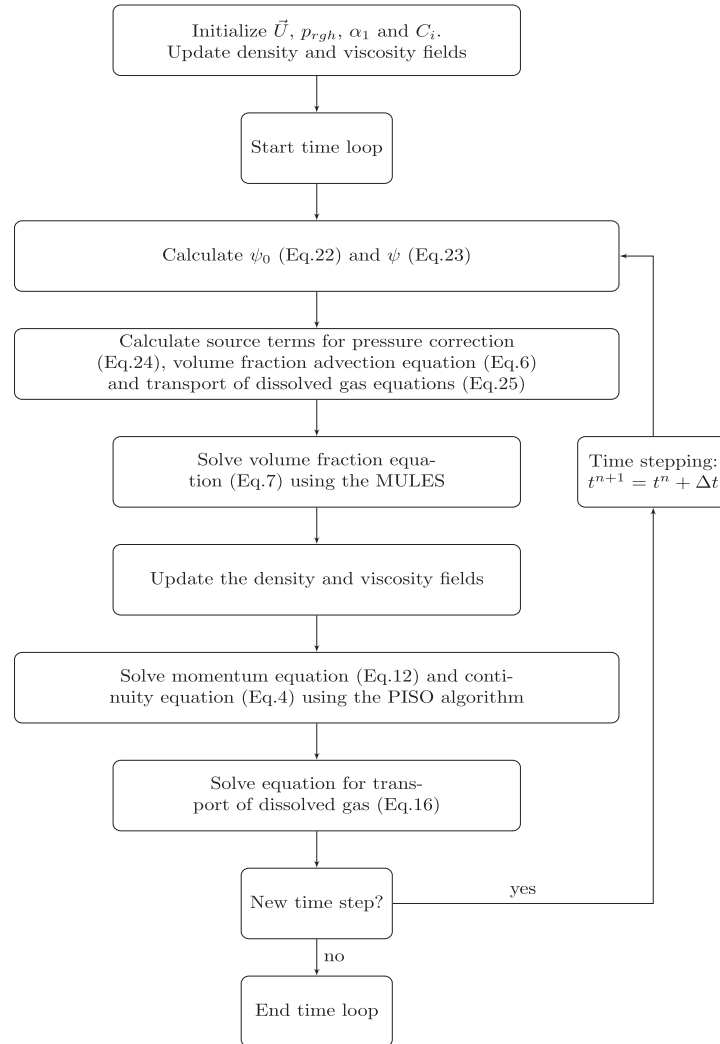 Initialize $\vec{U}$, $p_{rgh}$, $\alpha_1$ and $C_i$.
Update density and viscosity fields
Start time loop
Calculate $\psi_0$ (Eq.22) and $\psi$ (Eq.23)
Calculate source terms for pressure correction
(Eq.24), volume fraction advection equation (Eq.6)
and transport of dissolved gas equations (Eq.25)
Solve volume fraction equa-
tion (Eq.7) using the MULES
Time stepping:
$t^{n+1} = t^n + \Delta t$
Update the density and viscosity fields
Solve momentum equation (Eq.12) and conti-
nuity equation (Eq.4) using the PISO algorithm
Solve equation for trans-
port of dissolved gas (Eq.16)
New time step?
yes
no
End time loop